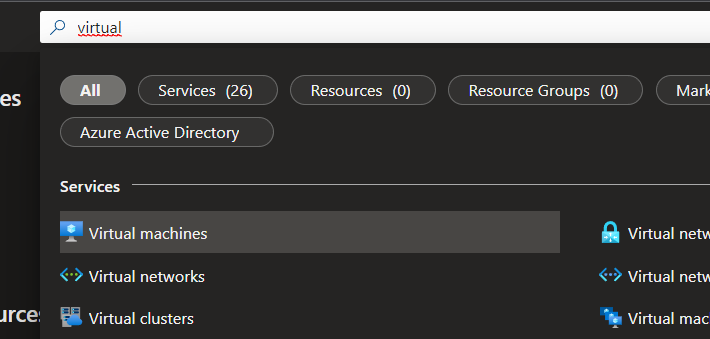 virtual
es
All Services (26) Resources (0) Resource Groups (0) Mark
Azure Active Directory
Services
Virtual machines Virtual netw
Virtual networks Virtual netw
urces
Virtual clusters Virtual mac